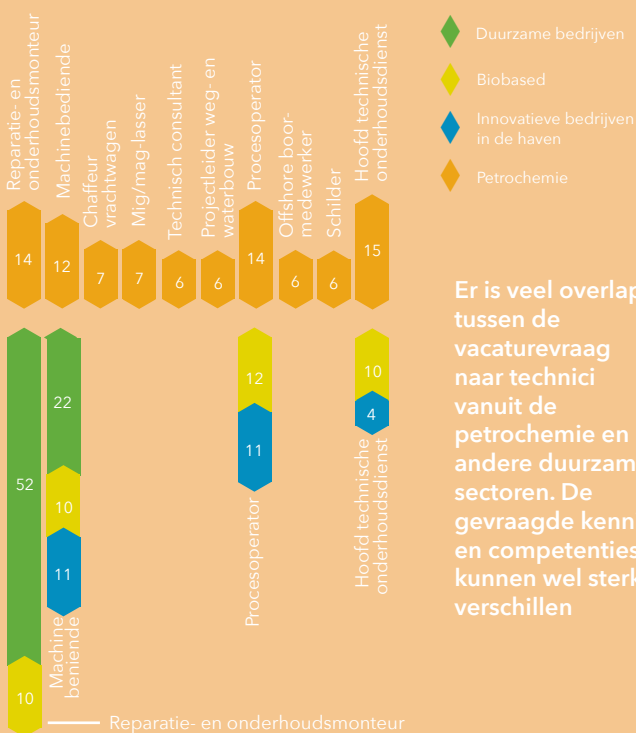 Reparatie- en
onderhoudsmonteur
Machinebediende
Chaffeur
vrachtwagen
Mig/mag-lasser
Technisch consultant
Projectleider weg- en
waterbouw
Procesoperator
Offshore boor-
medewerker
Schilder
Hoofd technische
onderhoudsdienst
14
12
7
7
6
6
14
6
6
15
52
10
22
10
11
12
11
10
4
Machine
beniende
Procesoperator
Hoofd technische
onderhoudsdienst
Reparatie- en onderhoudsmonteur
Duurzame bedrijven
Biobased
Innovatieve bedrijven
in de haven
Petrochemie
Er is veel overlap
tussen de
vacaturevraag
naar technici
vanuit de
petrochemie en
andere duurzam
sectoren. De
gevraagde kenn
en competenties
kunnen wel sterk
verschillen